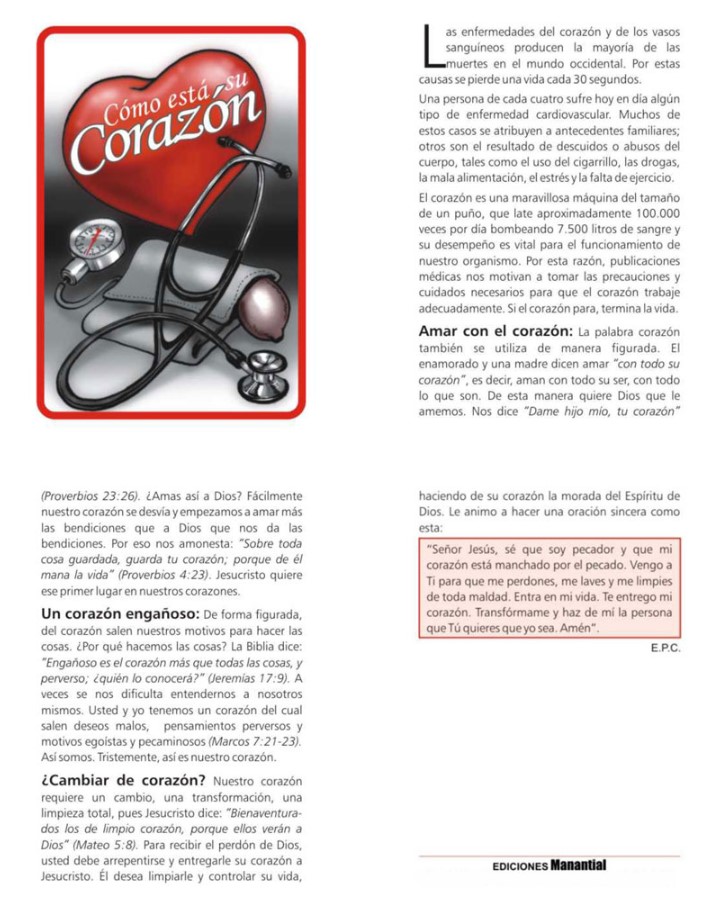 Cómo está su
Corazón
Las enfermedades del corazón y de los vasos
sanguíneos producen la mayoría de las
muertes en el mundo occidental. Por estas
causas se pierde una vida cada 30 segundos.
Una persona de cada cuatro sufre hoy en día algún
tipo de enfermedad cardiovascular. Muchos de
estos casos se atribuyen a antecedentes familiares;
otros son el resultado de descuidos o abusos del
cuerpo, tales como el uso del cigarrillo, las drogas,
la mala alimentación, el estrés y la falta de ejercicio.
El corazón es una maravillosa máquina del tamaño
de un puño, que late aproximadamente 100.000
veces por día bombeando 7.500 litros de sangre y
su desempeño es vital para el funcionamiento de
nuestro organismo. Por esta razón, publicaciones
médicas nos motivan a tomar las precauciones y
cuidados necesarios para que el corazón trabaje
adecuadamente. Si el corazón para, termina la vida.
Amar con el corazón: La palabra corazón
también se utiliza de manera figurada. El
enamorado y una madre dicen amar "con todo su
corazón", es decir, aman con todo su ser, con todo
lo que son. De esta manera quiere Dios que le
amemos. Nos dice "Dame hijo mío, tu corazón"
(Proverbios 23:26). ¿Amas así a Dios? Fácilmente
nuestro corazón se desvía y empezamos a amar más
las bendiciones que a Dios que nos da las
bendiciones. Por eso nos amonesta: "Sobre toda
cosa guardada, guarda tu corazón; porque de él
mana la vida" (Proverbios 4:23). Jesucristo quiere
ese primer lugar en nuestros corazones.
Un corazón engañoso: De forma figurada,
del corazón salen nuestros motivos para hacer las
cosas. ¿Por qué hacemos las cosas? La Biblia dice:
"Engañoso es el corazón más que todas las cosas, y
perverso; ¿quién lo conocerá?" (Jeremías 17:9). A
veces se nos dificulta entendernos a nosotros
mismos. Usted y yo tenemos un corazón del cual
salen deseos malos, pensamientos perversos y
motivos egoístas y pecaminosos (Marcos 7:21-23).
Así somos. Tristemente, así es nuestro corazón.
¿Cambiar de corazón? Nuestro corazón
requiere un cambio, una transformación, una
limpieza total, pues Jesucristo dice: "Bienaventura-
dos los de limpio corazón, porque ellos verán a
Dios" (Mateo 5:8). Para recibir el perdón de Dios,
usted debe arrepentirse y entregarle su corazón a
Jesucristo. Él desea limpiarle y controlar su vida,
haciendo de su corazón la morada del Espíritu de
Dios. Le animo a hacer una oración sincera como
esta:
"Señor Jesús, sé que soy pecador y que mi
corazón está manchado por el pecado. Vengo a
Ti para que me perdones, me laves y me limpies
de toda maldad. Entra en mi vida. Te entrego mi
corazón. Transfórmame y haz de mí la persona
que Tú quieres que yo sea. Amén".
E.P.C.
EDICIONES Manantial